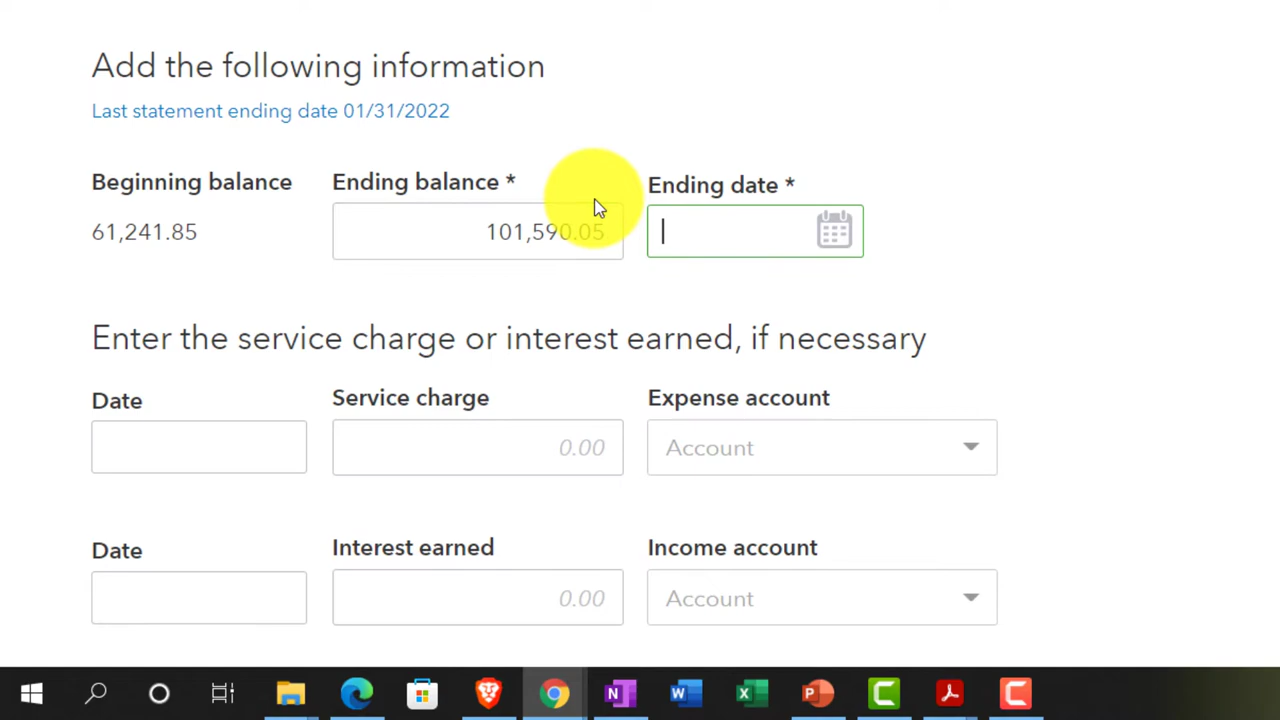 Add the following information
Last statement ending date 01/31/2022
Beginning balance Ending balance * Ending date *
61,241.85 101,590.05
Enter the service charge or interest earned, if necessary
Date Service charge Expense account
0.00 Account
Date Interest earned Income account
0.00 Account
N W X P C C